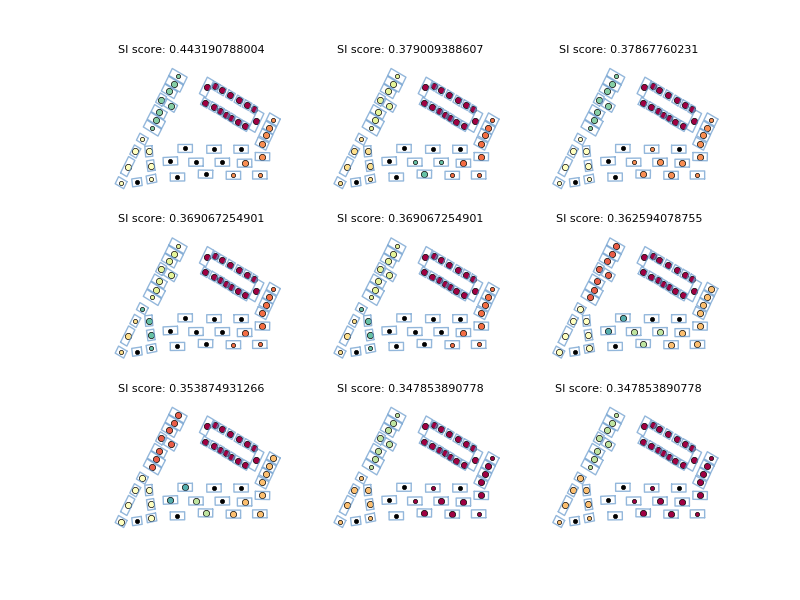 SI score: 0.443190788004
SI score: 0.379009388607
SI score: 0.37867760231
SI score: 0.369067254901
SI score: 0.369067254901
SI score: 0.362594078755
SI score: 0.353874931266
SI score: 0.347853890778
SI score: 0.347853890778